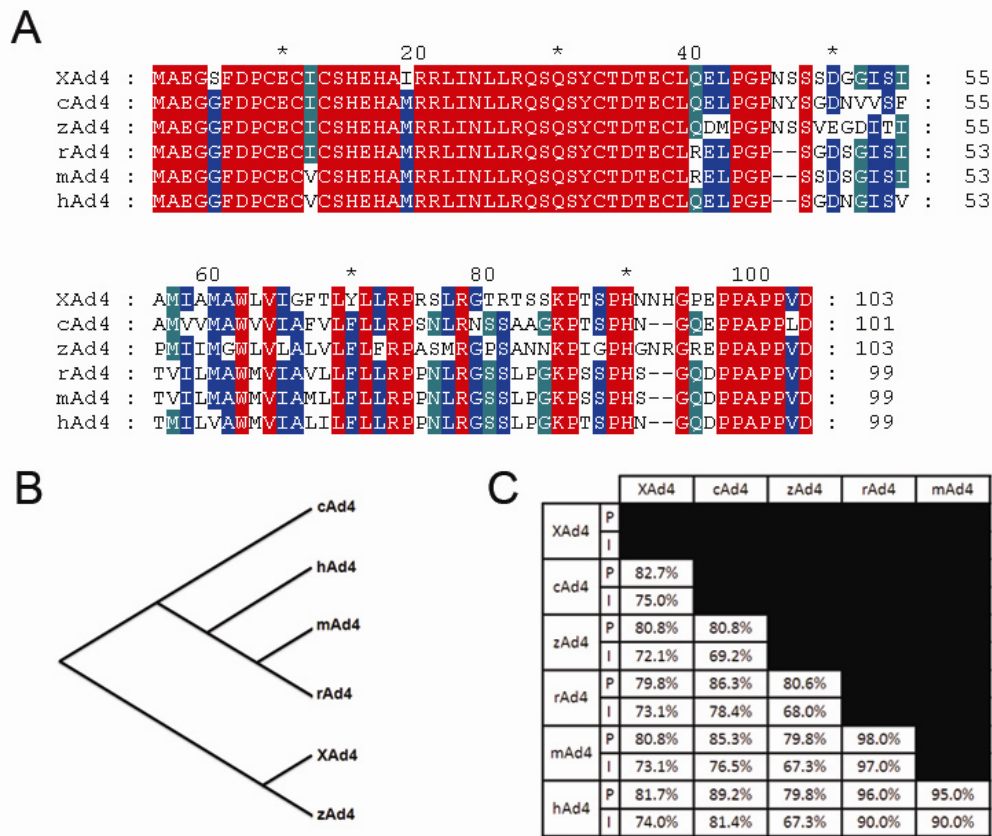 A
* 20 * 40 *
XAd4 : MAEGSFDPCECICSHEHAIRRLINLLRQSQSYCTDTECLQELPGPNSSSDGGISI : 55
cAd4 : MAEGGFDPCECICSHEHAMRRLINLLRQSQSYCTDTECLQELPGPNYSGDNVVSF : 55
zAd4 : MAEGGFDPCECICSHEHAMRRLINLLRQSQSYCTDTECLQDMPGPNSSVEGDITI : 55
rAd4 : MAEGGFDPCECICSHEHAMRRLINLLRQSQSYCTDTECLRELPGP--SGDSGISI : 53
mAd4 : MAEGGFDPCECVCSHEHAMRRLINLLRQSQSYCTDTECLRELPGP--SSDSGISI : 53
hAd4 : MAEGGFDPCECVCSHEHAMRRLINLLRQSQSYCTDTECLQELPGP--SGDNGISV : 53
60 * 80 * 100
XAd4 : AMIAMAWLVIGFTLYLLRPRSLRGTRTSSKPTSPHNNHGPEPPAPPVD : 103
cAd4 : AMVVMAWVVIAFVLFLLRPSNLRNSSAAGKPTSPHN--GQEPPAPPLD : 101
zAd4 : PMIIMGWLVLALVLFLFRPASMRGPSANNKPIGPHGNRGREPPAPPVD : 103
rAd4 : TVILMAWMVIAVLLFLLRPPNLRGSSLPGKPSSPHS--GQDPPAPPVD : 99
mAd4 : TVILMAWMVIAMLLFLLRPPNLRGSSLPGKPSSPHS--GQDPPAPPVD : 99
hAd4 : TMILVAWMVIALILFLLRPPNLRGSSLPGKPTSPHN--GQDPPAPPVD : 99
B
cAd4
hAd4
mAd4
rAd4
XAd4
zAd4
C
XAd4 cAd4 zAd4 rAd4 mAd4
XAd4 P
I
cAd4 P 82.7%
I 75.0%
zAd4 P 80.8% 80.8%
I 72.1% 69.2%
rAd4 P 79.8% 86.3% 80.6%
I 73.1% 78.4% 68.0%
mAd4 P 80.8% 85.3% 79.8% 98.0%
I 73.1% 76.5% 67.3% 97.0%
hAd4 P 81.7% 89.2% 79.8% 96.0% 95.0%
I 74.0% 81.4% 67.3% 90.0% 90.0%